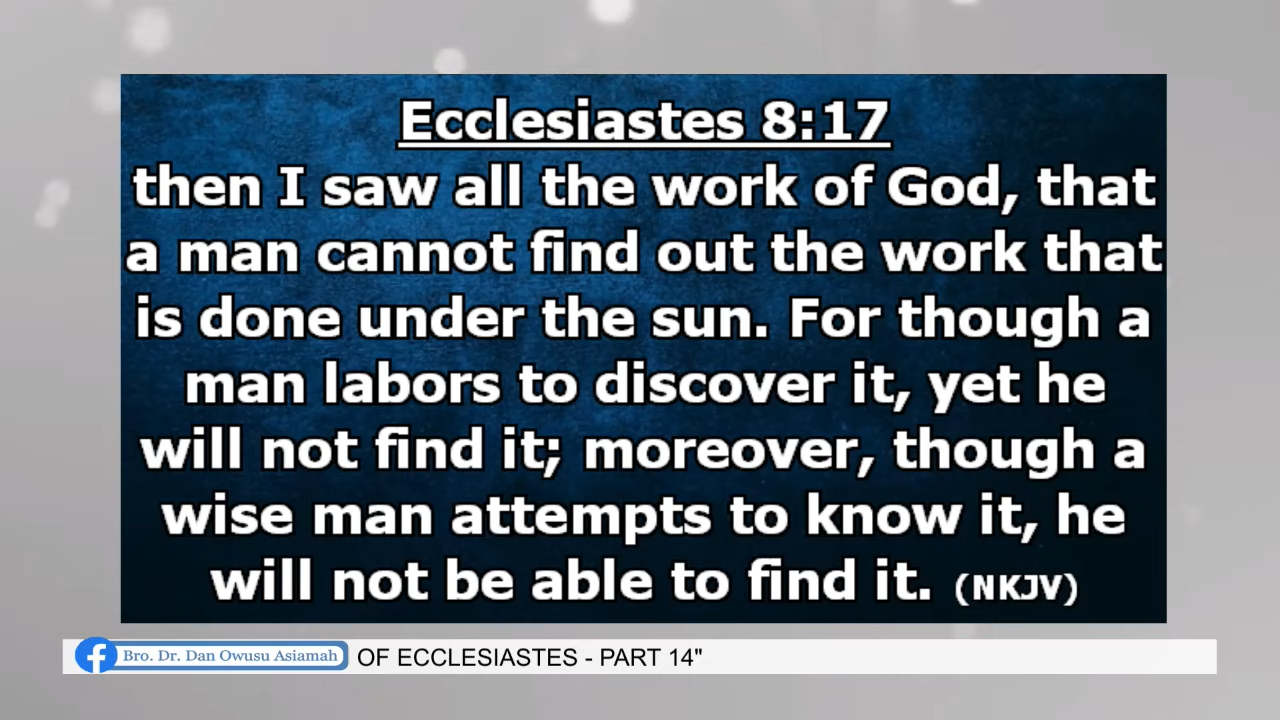 Ecclesiastes 8:17
then I saw all the work of God, that
a man cannot find out the work that
is done under the sun. For though a
man labors to discover it, yet he
will not find it; moreover, though a
wise man attempts to know it, he
will not be able to find it. (NKJV)
Bro. Dr. Dan Owusu Asiamah OF ECCLESIASTES - PART 14"